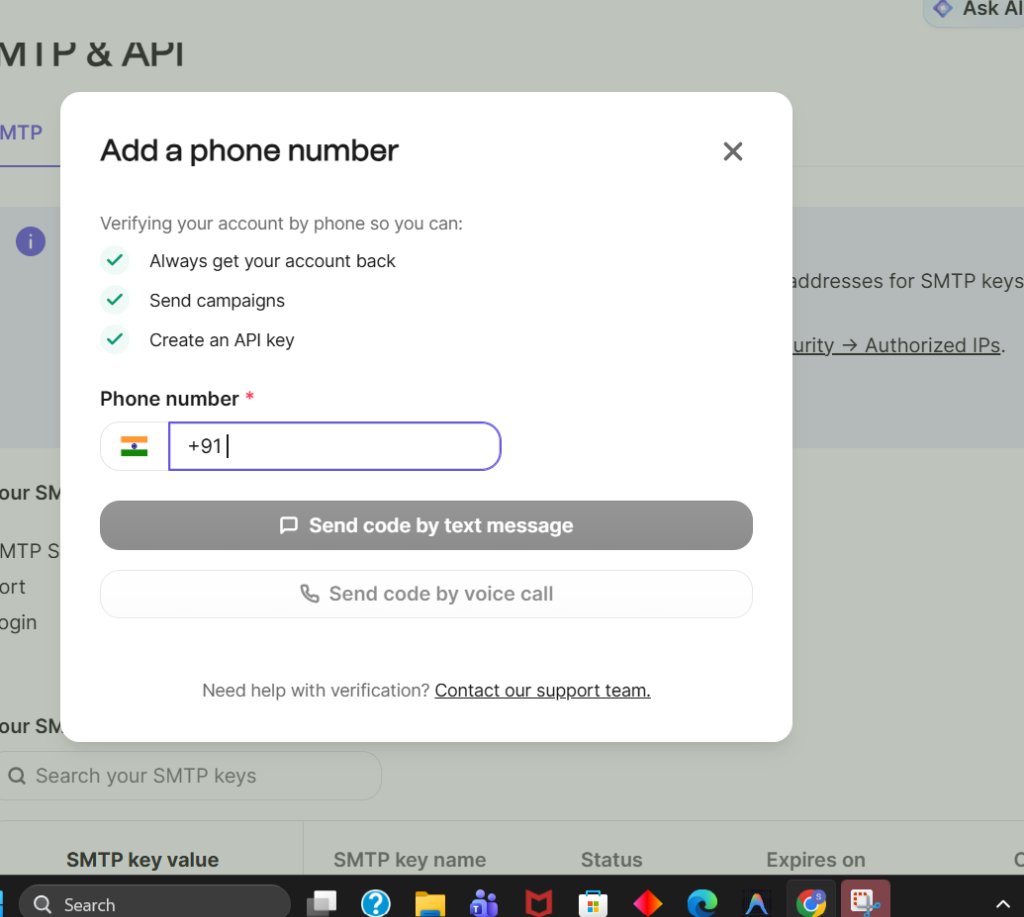 Ask AI
MTP & API
MTP
Add a phone number
Verifying your account by phone so you can:
Always get your account back
Send campaigns
Create an API key
addresses for SMTP keys
urity → Authorized IPs.
Phone number *
+91
Send code by text message
Send code by voice call
Need help with verification? Contact our support team.
our SM
MTP S
ort
ogin
our SM
Search your SMTP keys
SMTP key value
SMTP key name
Status
Expires on
C
Search